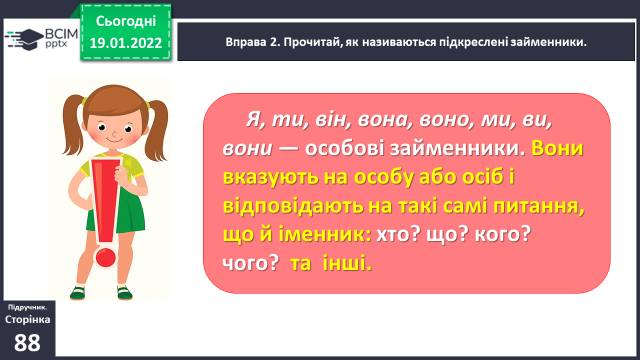 ВСІМ
pptx
Сьогодні
19.01.2022
Вправа 2. Прочитай, як називаються підкреслені займенники.
Я, ти, він, вона, воно, ми, ви,
вони — особові займенники. Вони
вказують на особу або осіб і
відповідають на такі самі питання,
що й іменник: хто? що? кого?
чого? та інші.
Підручник.
Сторінка
88